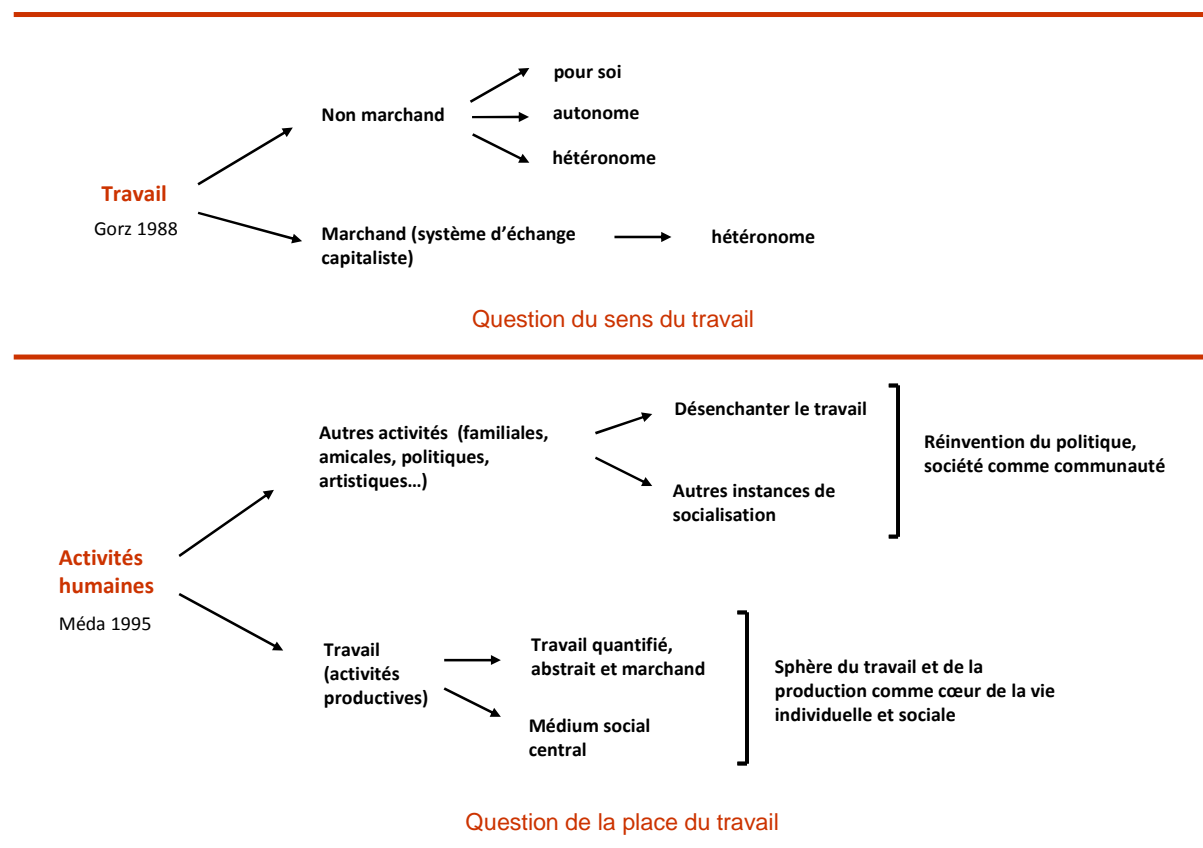 pour soi
Non marchand
autonome
hétéronome
Travail
Gorz 1988
Marchand (système d’échange
capitaliste)
hétéronome
Question du sens du travail
Désenchanter le travail
Autres activités (familiales,
amicales, politiques,
artistiques…)
Réinvention du politique,
société comme communauté
Autres instances de
socialisation
Activités
humaines
Méda 1995
Travail
(activités
productives)
Travail quantifié,
abstrait et marchand
Médium social
central
Sphère du travail et de la
production comme cœur de la vie
individuelle et sociale
Question de la place du travail